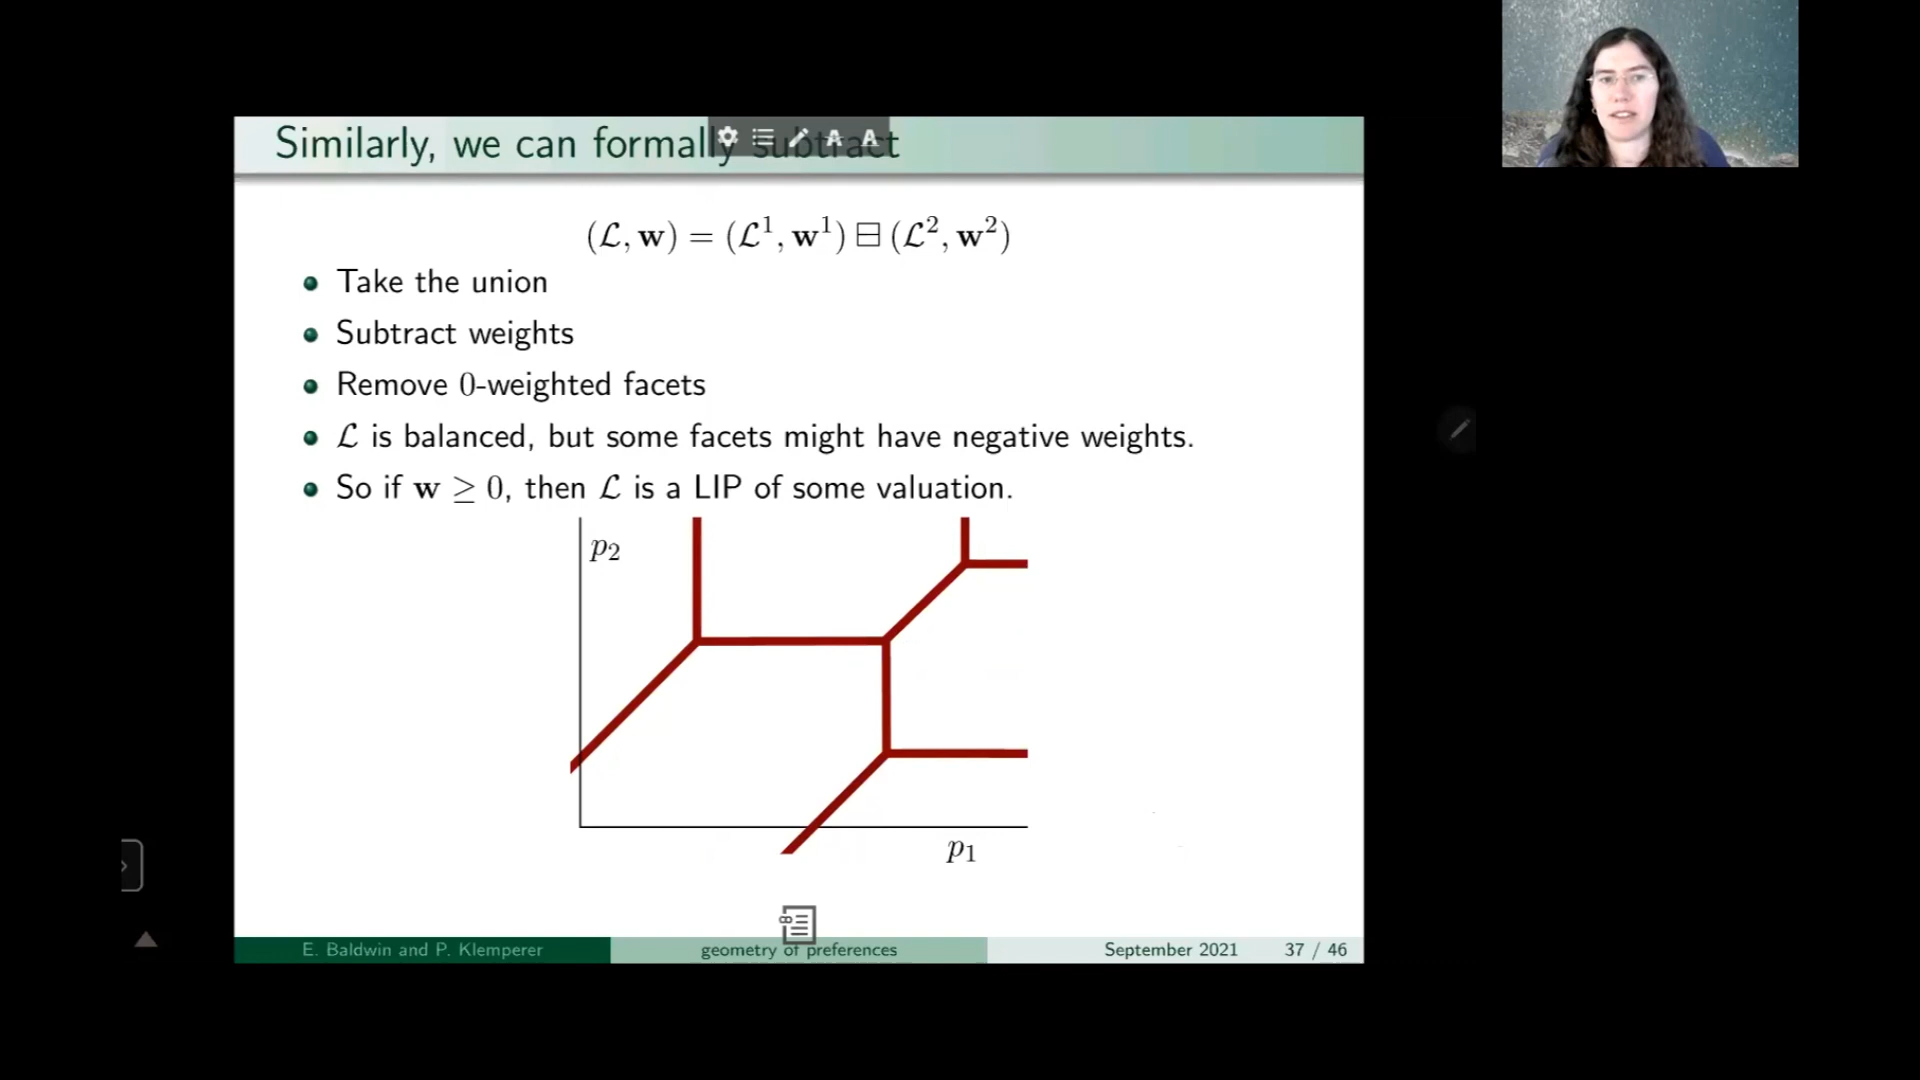 Similarly, we can formally subtract
(ℒ, w) = (ℒ¹, w¹) ⊟ (ℒ², w²)
• Take the union
• Subtract weights
• Remove 0-weighted facets
• ℒ is balanced, but some facets might have negative weights.
• So if w ≥ 0, then ℒ is a LIP of some valuation.
p₂
p₁
E. Baldwin and P. Klemperer geometry of preferences September 2021 37 / 46